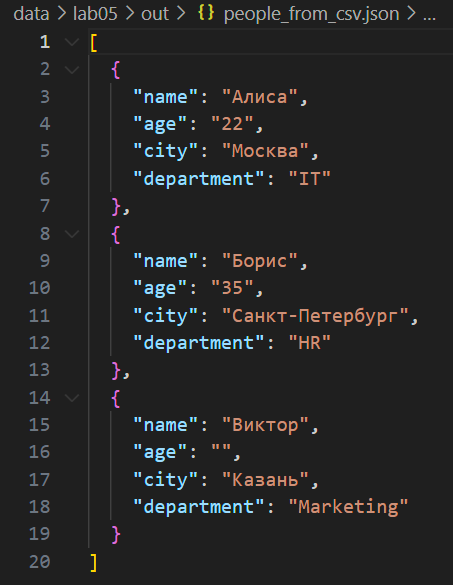 data > lab05 > out > {} people_from_csv.json > ...
1 [
2 {
3 "name": "Алиса",
4 "age": "22",
5 "city": "Москва",
6 "department": "IT"
7 },
8 {
9 "name": "Борис",
10 "age": "35",
11 "city": "Санкт-Петербург",
12 "department": "HR"
13 },
14 {
15 "name": "Виктор",
16 "age": "",
17 "city": "Казань",
18 "department": "Marketing"
19 }
20 ]